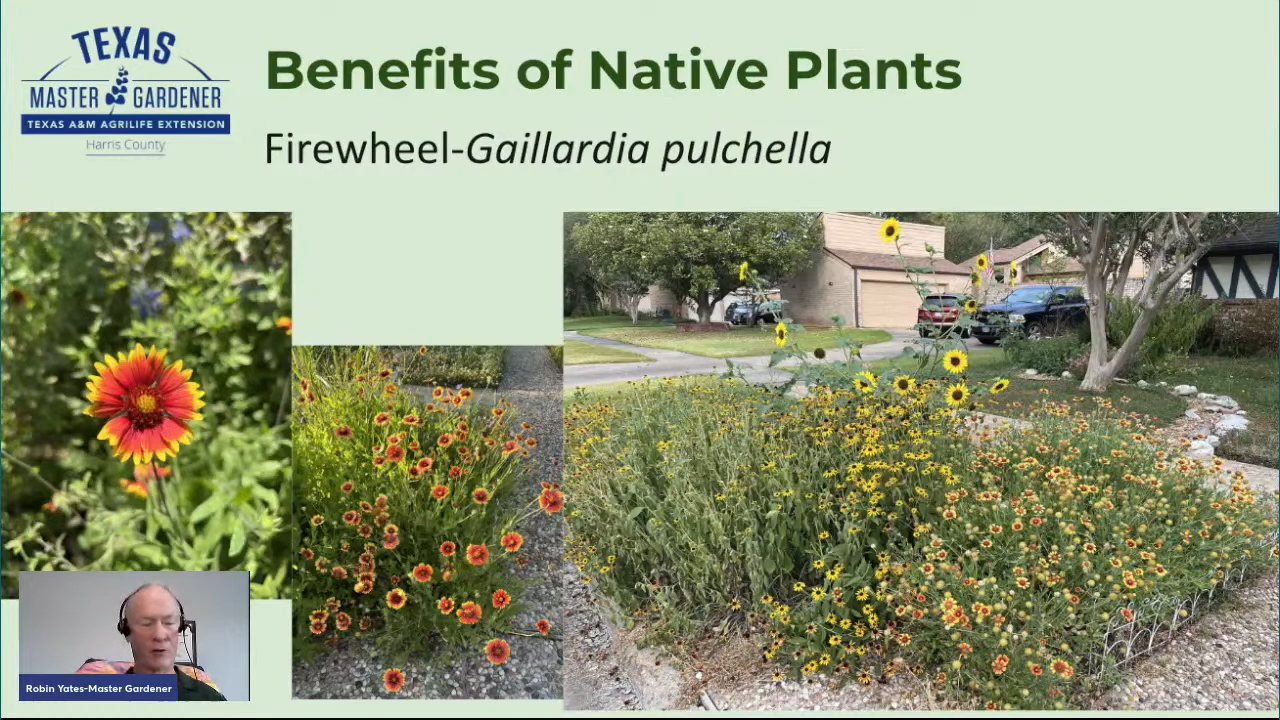 TEXAS
MASTER GARDENER
TEXAS A&M AGRILIFE EXTENSION
Harris County
Benefits of Native Plants
Firewheel-Gaillardia pulchella
Robin Yates-Master Gardener